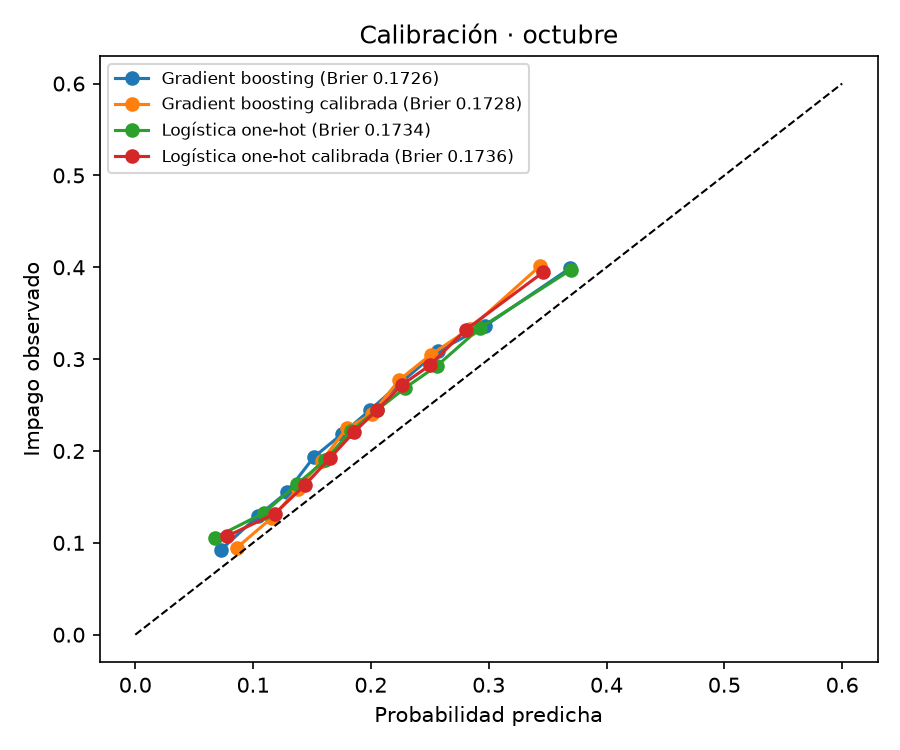 Calibración · octubre
Gradient boosting (Brier 0.1726)
Gradient boosting calibrada (Brier 0.1728)
Logística one-hot (Brier 0.1734)
Logística one-hot calibrada (Brier 0.1736)
Impago observado
0.6
0.5
0.4
0.3
0.2
0.1
0.0
0.0 0.1 0.2 0.3 0.4 0.5 0.6
Probabilidad predicha